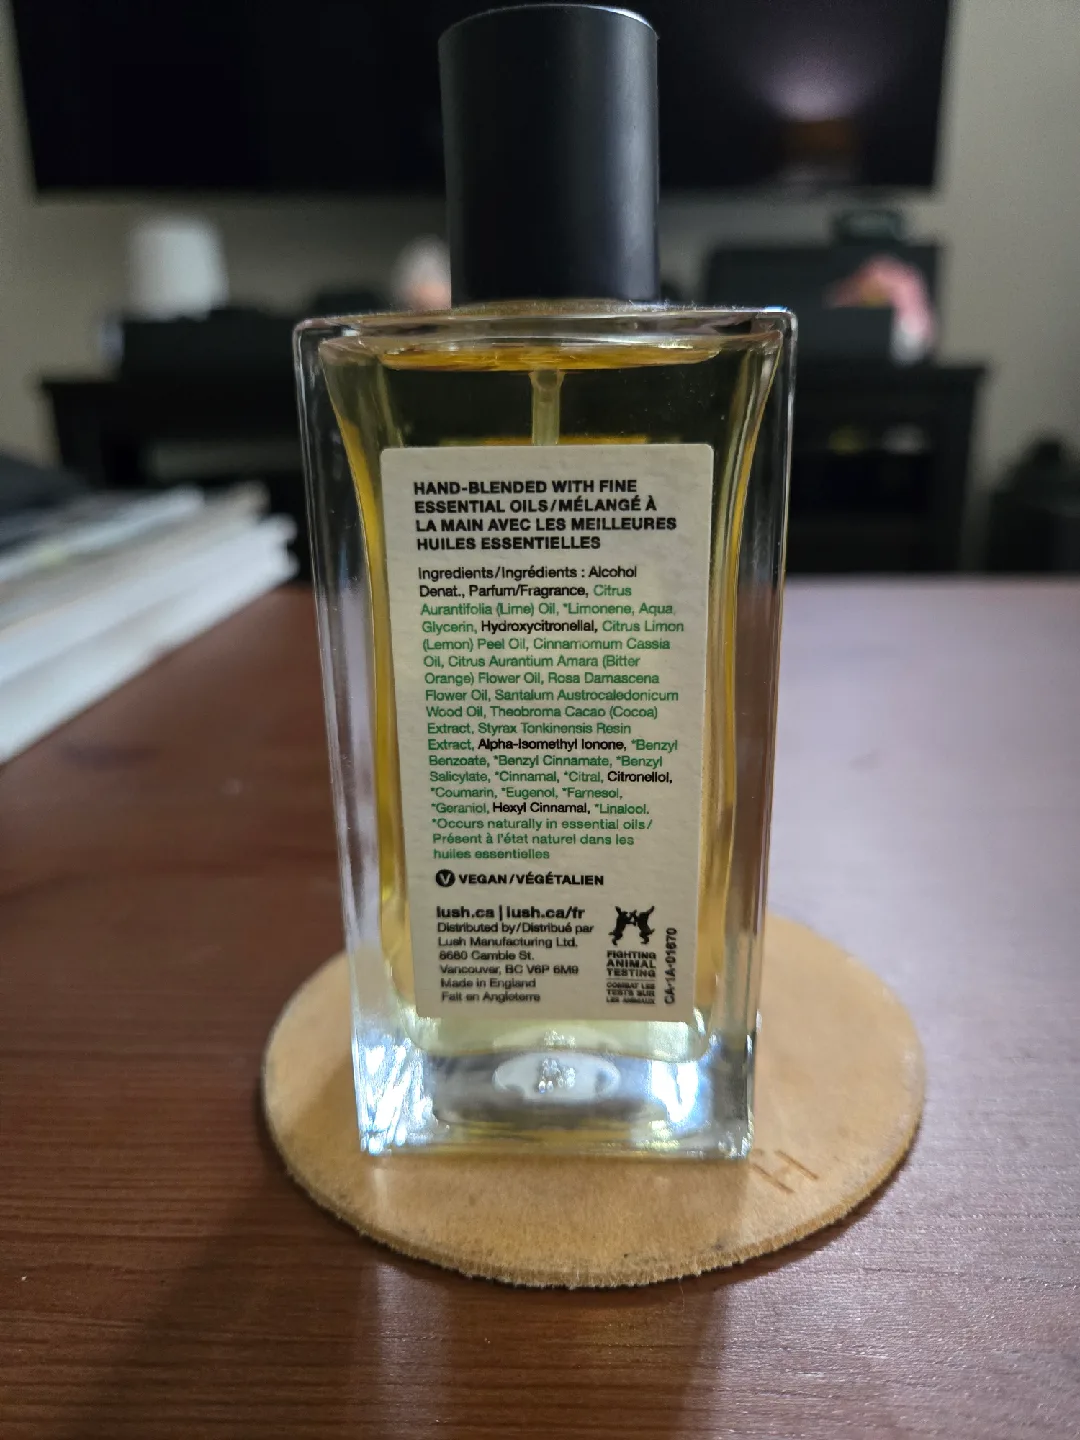 HAND-BLENDED WITH FINE
ESSENTIAL OILS/MÉLANGÉ À
LA MAIN AVEC LES MEILLEURES
HUILES ESSENTIELLES
Ingredients/Ingrédients : Alcohol
Denat., Parfum/Fragrance, Citrus
Aurantifolia (Lime) Oil, *Limonene, Aqua,
Glycerin, Hydroxycitronellal, Citrus Limon
(Lemon) Peel Oil, Cinnamomum Cassia
Oil, Citrus Aurantium Amara (Bitter
Orange) Flower Oil, Rosa Damascena
Flower Oil, Santalum Austrocaledonicum
Wood Oil, Theobroma Cacao (Cocoa)
Extract, Styrax Tonkinensis Resin
Extract, Alpha-Isomethyl Ionone, *Benzyl
Benzoate, *Benzyl Cinnamate, *Benzyl
Salicylate, *Cinnamal, *Citral, Citronellol,
*Coumarin, *Eugenol, *Farnesol,
*Geraniol, Hexyl Cinnamal, *Linalool.
*Occurs naturally in essential oils/
Présent à l'état naturel dans les
huiles essentielles
V VEGAN/VÉGÉTALIEN
lush.ca | lush.ca/fr
Distributed by/Distribué par
Lush Manufacturing Ltd.
8680 Cambie St.
Vancouver, BC V6P 6M9
Made in England
Fait en Angleterre
FIGHTING
ANIMAL
TESTING
COMBAT LES
TESTS SUR
LES ANIMAUX
CA-1A-01670
H